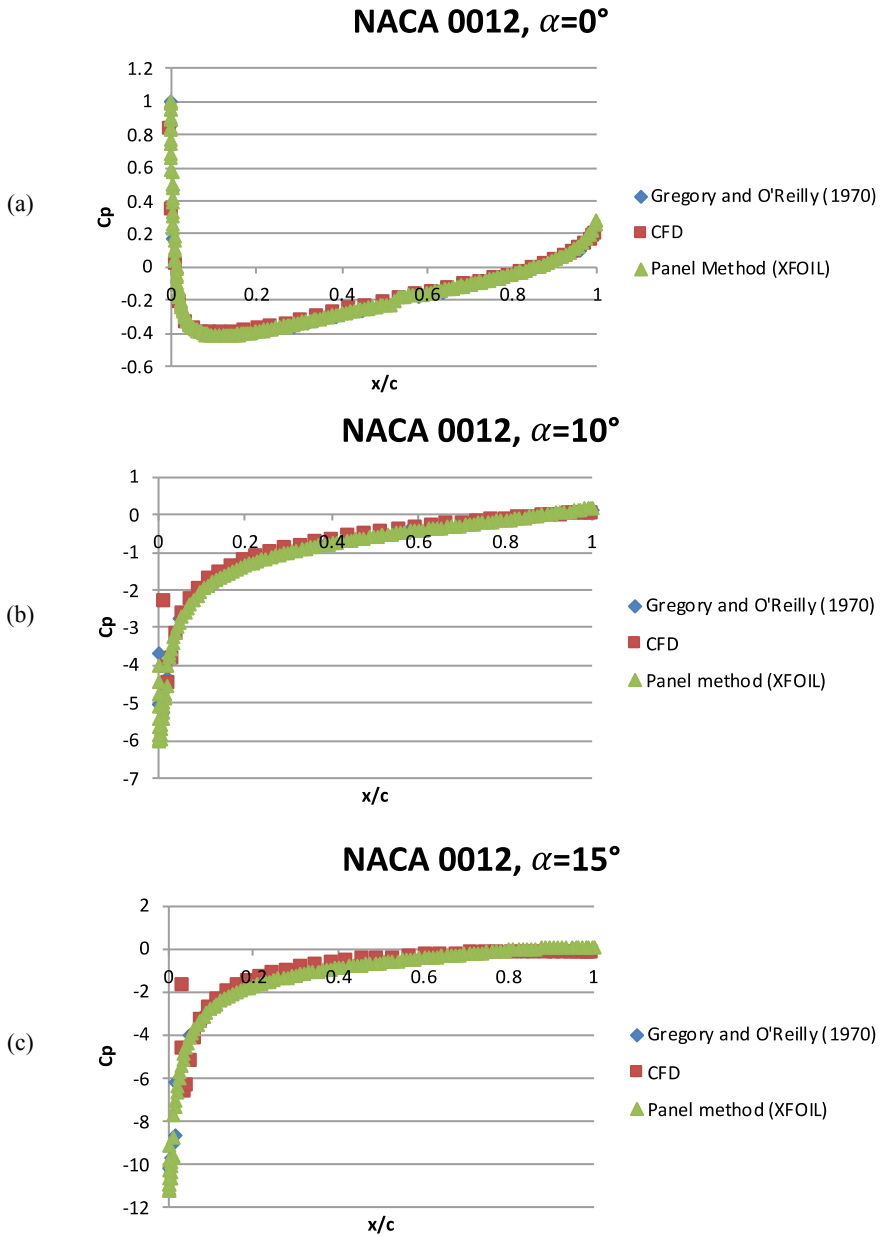 NACA 0012, α=0°
1.2
1
0.8
0.6
0.4
0.2
0
-0.2
-0.4
-0.6
Cp
0 0.2 0.4 0.6 0.8 1
x/c
(a)
Gregory and O'Reilly (1970)
CFD
Panel Method (XFOIL)
NACA 0012, α=10°
1
0
-1
-2
-3
-4
-5
-6
-7
Cp
0 0.2 0.4 0.6 0.8 1
x/c
(b)
Gregory and O'Reilly (1970)
CFD
Panel method (XFOIL)
NACA 0012, α=15°
2
0
-2
-4
-6
-8
-10
-12
Cp
0 0.2 0.4 0.6 0.8 1
x/c
(c)
Gregory and O'Reilly (1970)
CFD
Panel method (XFOIL)